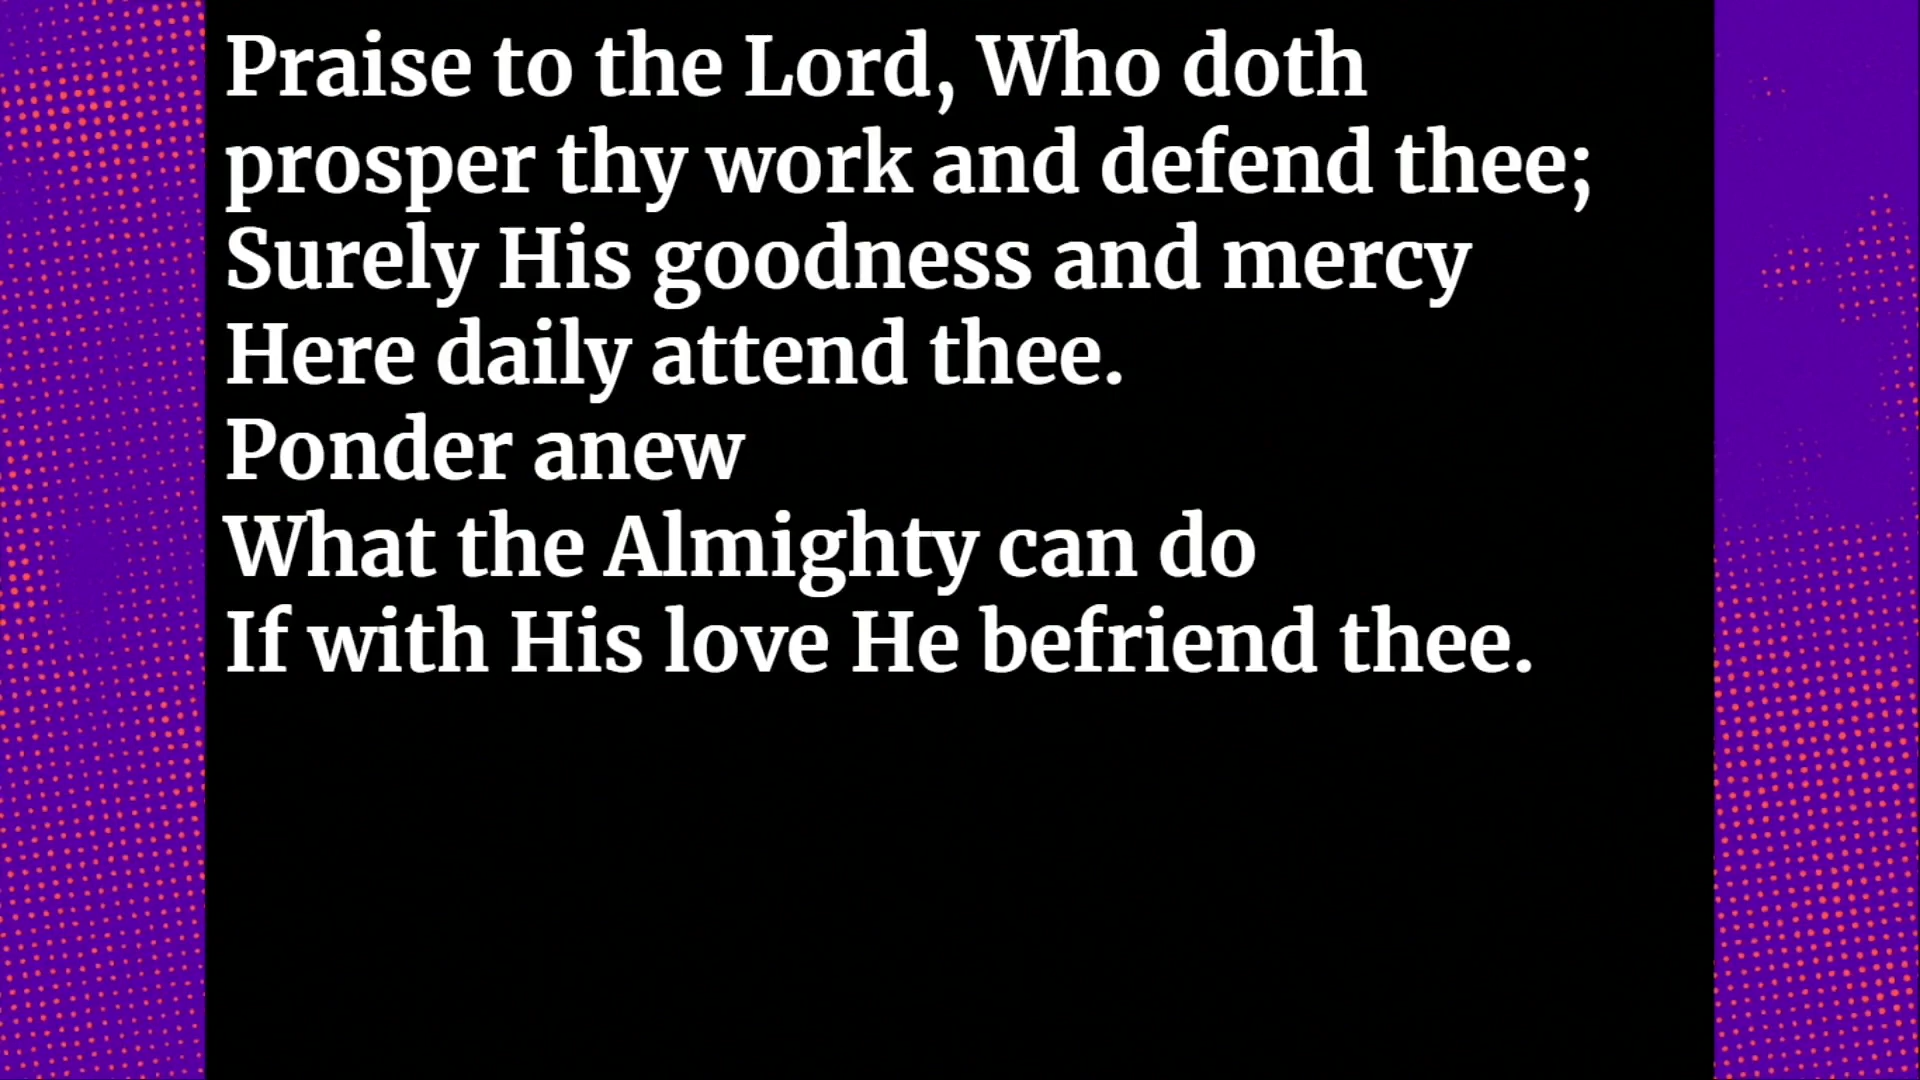 Praise to the Lord, Who doth
prosper thy work and defend thee;
Surely His goodness and mercy
Here daily attend thee.
Ponder anew
What the Almighty can do
If with His love He befriend thee.